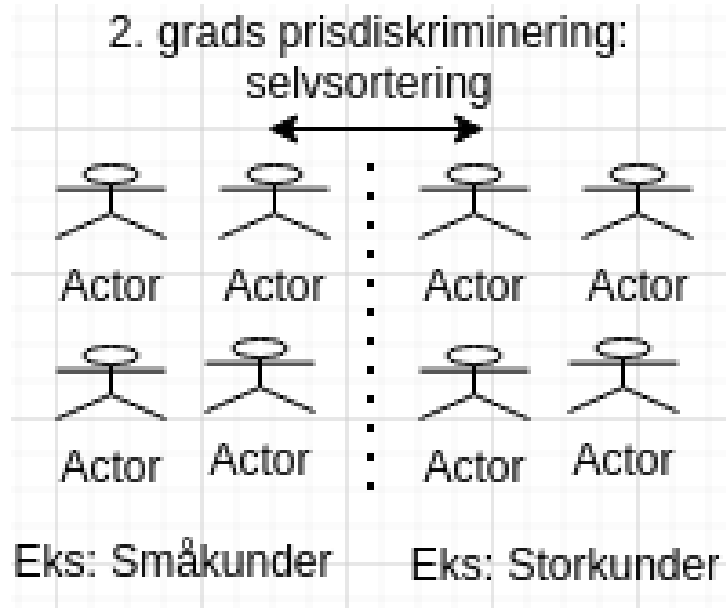 2. grads prisdiskriminering:
selvsortering
Actor Actor Actor Actor
Actor Actor Actor Actor
Eks: Småkunder Eks: Storkunder